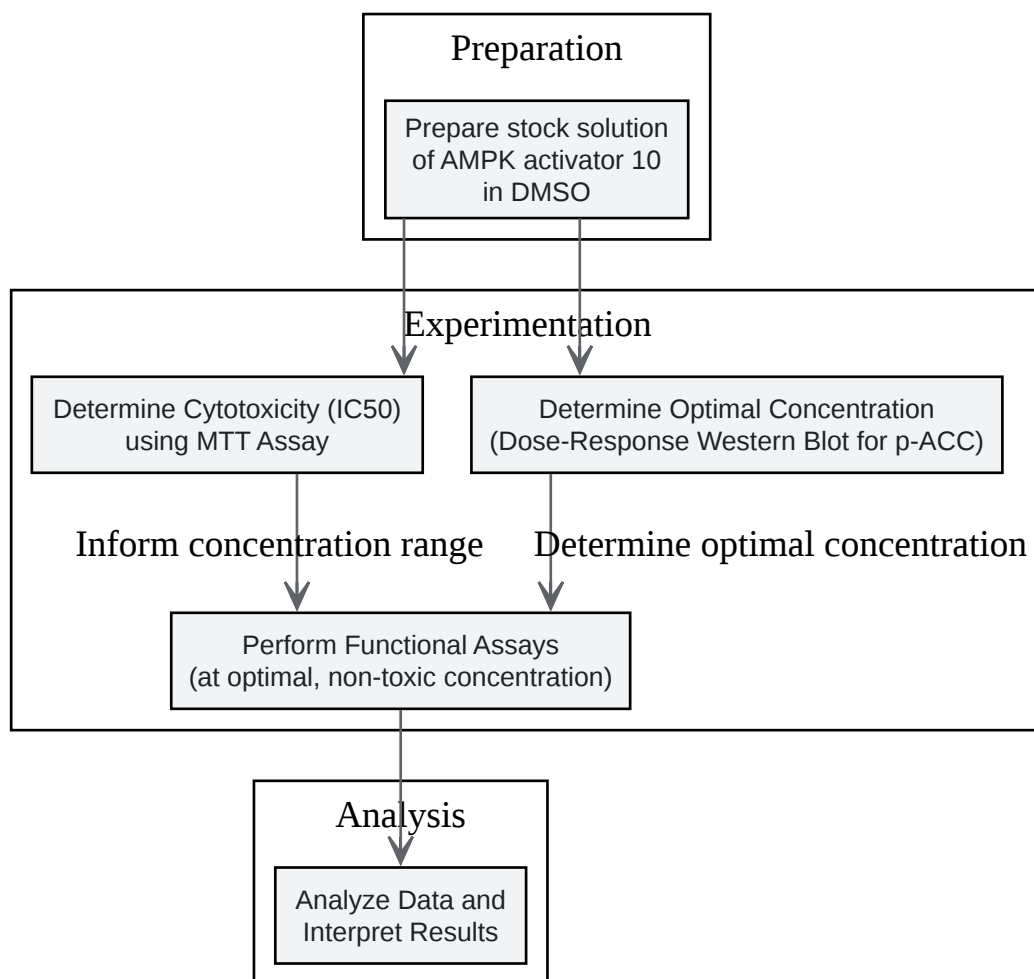 Preparation
Prepare stock solution
of AMPK activator 10
in DMSO
Experimentation
Determine Cytotoxicity (IC50)
using MTT Assay
Determine Optimal Concentration
(Dose-Response Western Blot for p-ACC)
Inform concentration range
Determine optimal concentration
Perform Functional Assays
(at optimal, non-toxic concentration)
Analysis
Analyze Data and
Interpret Results